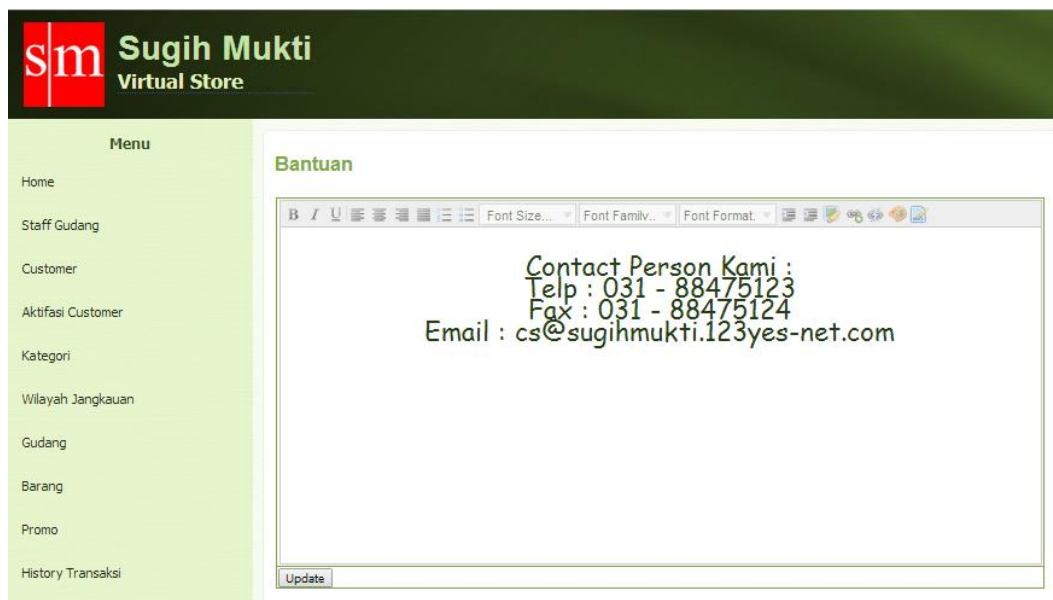 sm
Sugih Mukti
Virtual Store
Menu
Home
Staff Gudang
Customer
Aktifasi Customer
Kategori
Wilayah Jangkauan
Gudang
Barang
Promo
History Transaksi
Bantuan
B I U Font Size... Font Family.. Font Format.
Contact Person Kami :
Telp : 031 - 88475123
Fax : 031 - 88475124
Email : cs@sugihmukti.123yes-net.com
Update